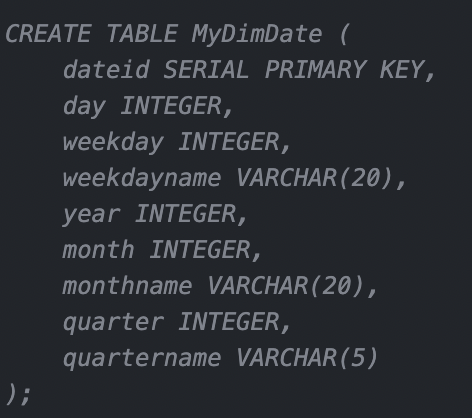 CREATE TABLE MyDimDate (
    dateid SERIAL PRIMARY KEY,
    day INTEGER,
    weekday INTEGER,
    weekdayname VARCHAR(20),
    year INTEGER,
    month INTEGER,
    monthname VARCHAR(20),
    quarter INTEGER,
    quartername VARCHAR(5)
);